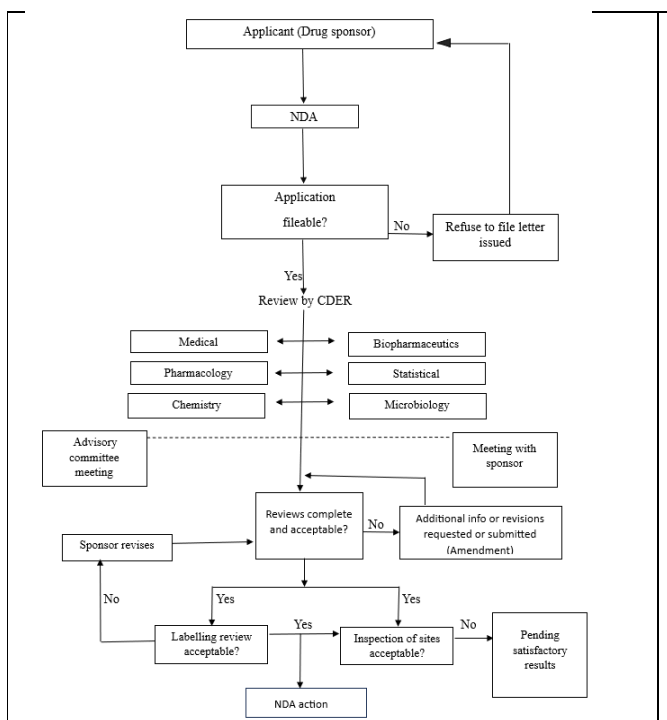 Applicant (Drug sponsor)
NDA
Application
fileable?
No
Refuse to file letter
issued
Yes
Review by CDER
Medical
Biopharmaceutics
Pharmacology
Statistical
Chemistry
Microbiology
Advisory
committee
meeting
Meeting with
sponsor
Reviews complete
and acceptable?
No
Additional info or revisions
requested or submitted
(Amendment)
Sponsor revises
No
Yes
Yes
Labelling review
acceptable?
Yes
Inspection of sites
acceptable?
No
Pending
satisfactory
results
NDA action